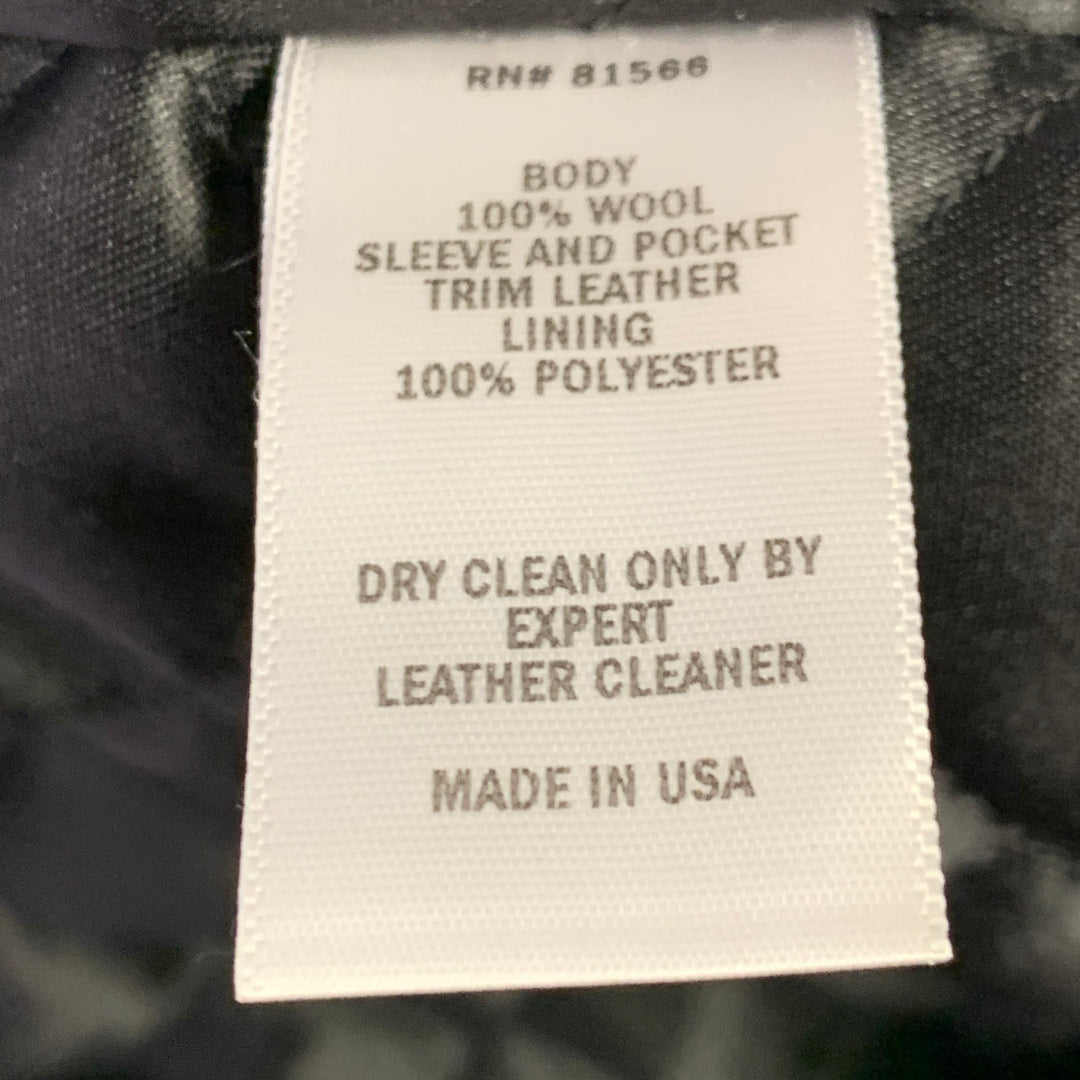 RN# 81566
BODY
100% WOOL
SLEEVE AND POCKET
TRIM LEATHER
LINING
100% POLYESTER
DRY CLEAN ONLY BY
EXPERT
LEATHER CLEANER
MADE IN USA